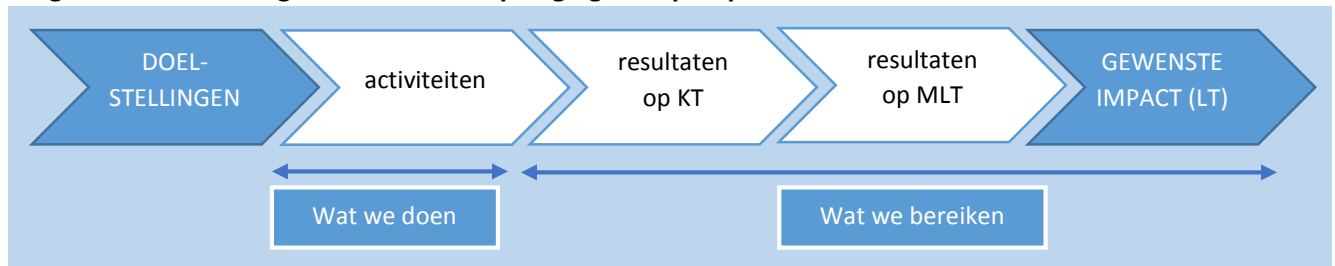 DOEL-
STELLINGEN
activiteiten
resultaten
op KT
resultaten
op MLT
GEWENSTE
IMPACT (LT)
Wat we doen
Wat we bereiken